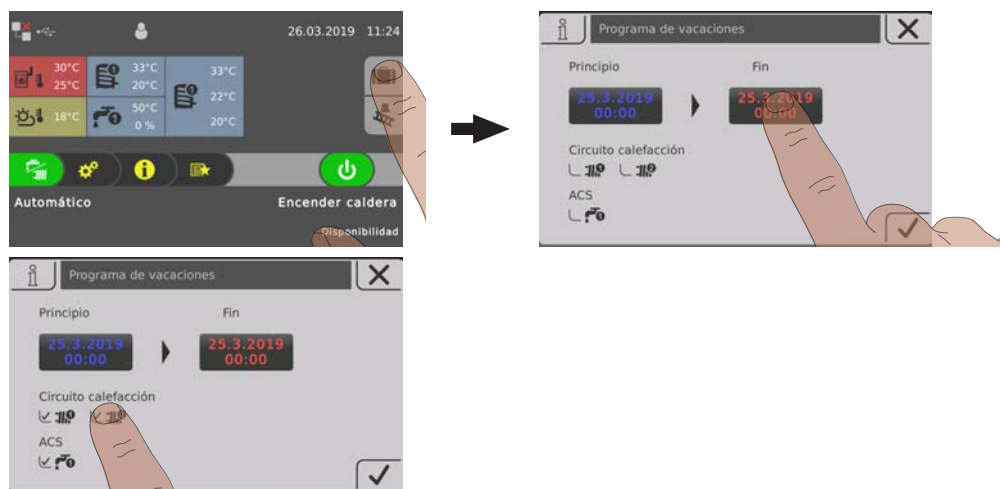 26.03.2019 11:24
30°C 33°C 33°C
25°C 20°C
22°C
18°C 50°C
0 % 20°C
Automático Encender caldera
Disponibilidad
Programa de vacaciones
Principio Fin
25.3.2019 25.3.2019
00:00 00:00
Circuito calefacción
ACS
Programa de vacaciones
Principio Fin
25.3.2019 25.3.2019
00:00 00:00
Circuito calefacción
ACS